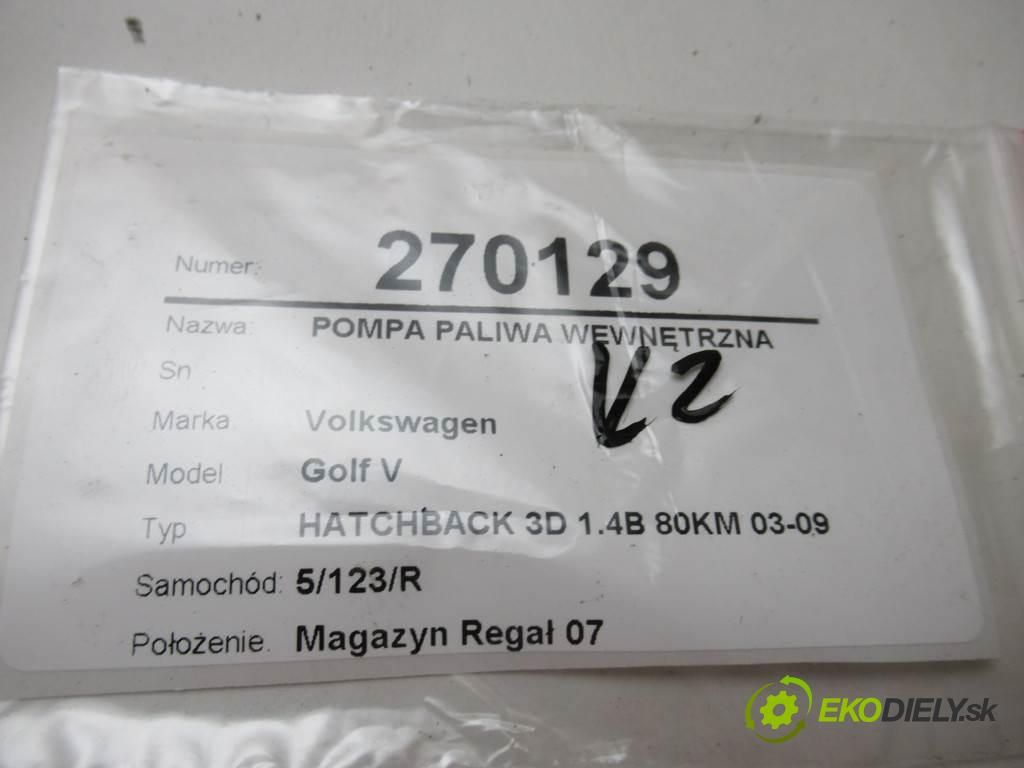 Numer: 270129
Nazwa: POMPA PALIWA WEWNĘTRZNA
Sn
V2
Marka Volkswagen
Model Golf V
Typ HATCHBACK 3D 1.4B 80KM 03-09
Samochód: 5/123/R
Położenie. Magazyn Regał 07
EKODIELY.sk